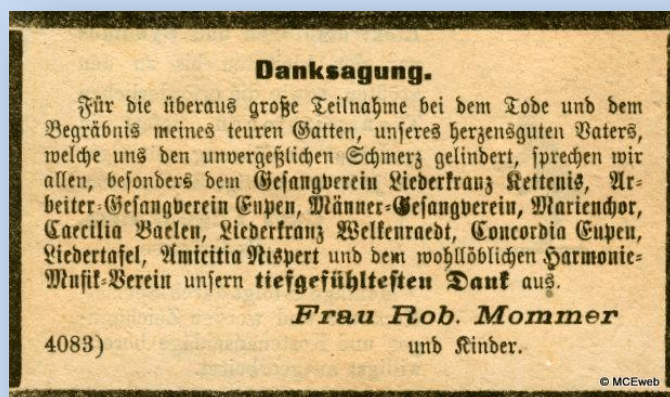 Danksagung.
Für die überaus große Teilnahme bei dem Tode und dem
Begräbnis meines teuren Gatten, unseres herzensguten Vaters,
welche uns den unvergeßlichen Schmerz gelindert, sprechen wir
allen, besonders dem Gesangverein Liederkranz Kettenis, Ar-
beiter-Gesangverein Eupen, Männer-Gesangverein, Marienchor,
Caecilia Baelen, Liederkranz Welkenraedt, Concordia Eupen,
Liedertafel, Amicitia Nispert und dem wohllöblichen Harmonie-
Musik-Verein unsern tiefgefühltesten Dank aus.
Frau Rob. Mommer
4083) und Kinder.
© MCEweb